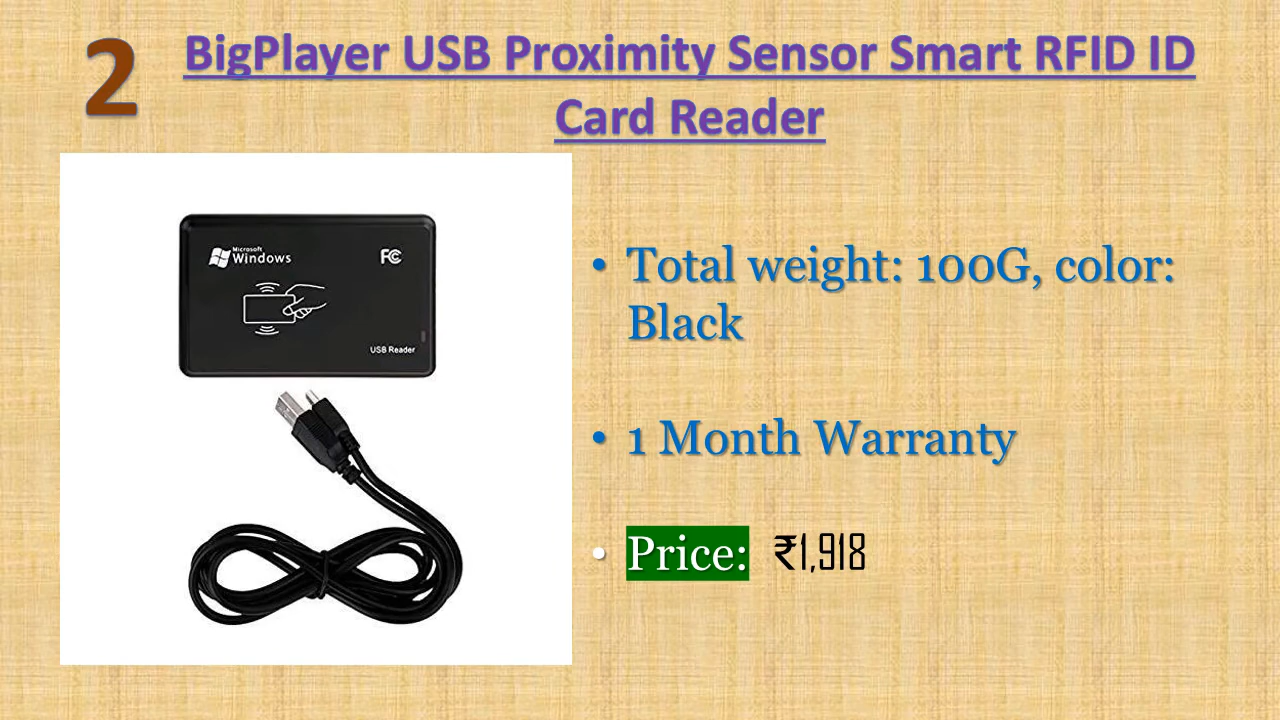 2
BigPlayer USB Proximity Sensor Smart RFID ID
Card Reader
Microsoft
Windows
FC
USB Reader
• Total weight: 100G, color:
Black
• 1 Month Warranty
• Price: ₹1,918